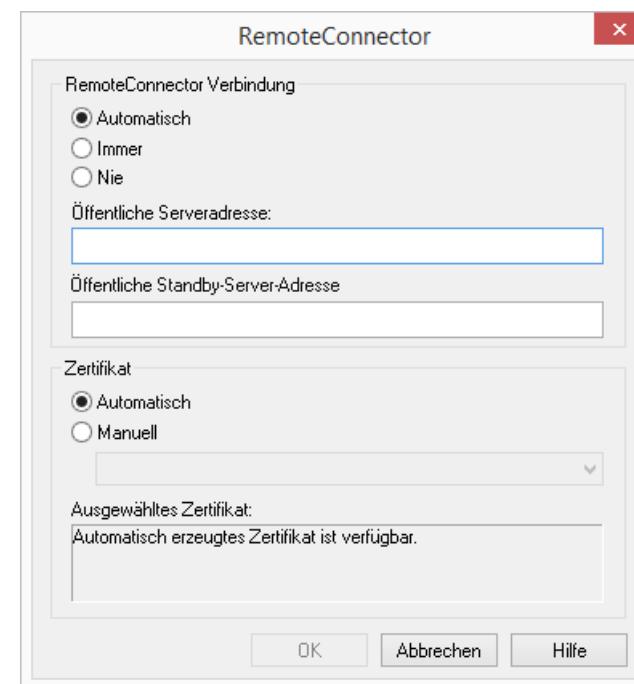 RemoteConnector
RemoteConnector Verbindung
Automatisch
Immer
Nie
Öffentliche Serveradresse:
Öffentliche Standby-Server-Adresse
Zertifikat
Automatisch
Manuell
Ausgewähltes Zertifikat:
Automatisch erzeugtes Zertifikat ist verfügbar.
OK Abbrechen Hilfe